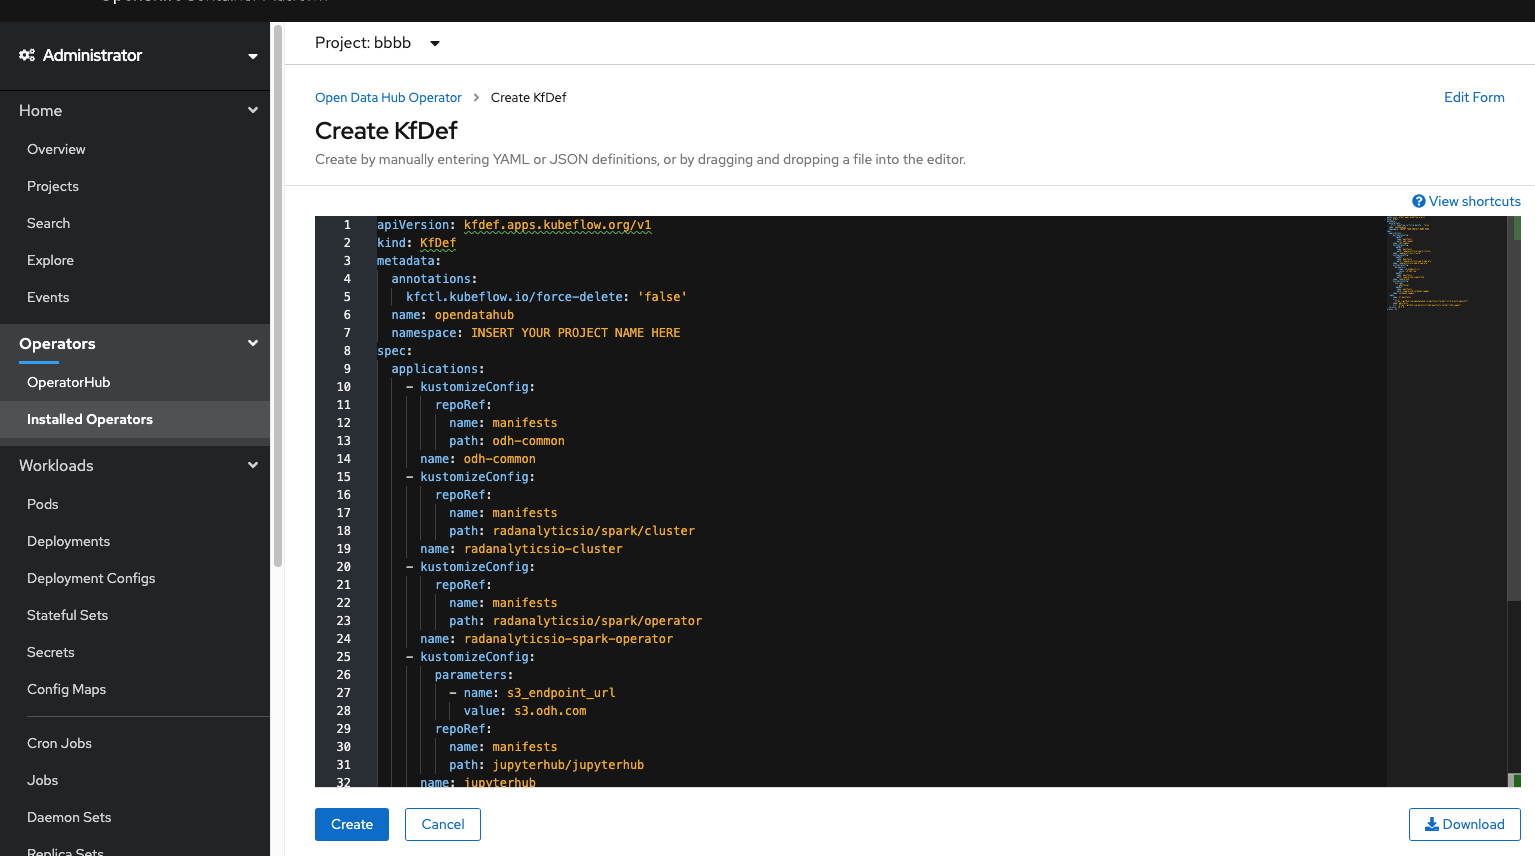 OpenShift Container Platform
Administrator
Home
Overview
Projects
Search
Explore
Events
Operators
OperatorHub
Installed Operators
Workloads
Pods
Deployments
Deployment Configs
Stateful Sets
Secrets
Config Maps
Cron Jobs
Jobs
Daemon Sets
Replica Sets
Project: bbbb
Open Data Hub Operator > Create KfDef
Edit Form
Create KfDef
Create by manually entering YAML or JSON definitions, or by dragging and dropping a file into the editor.
View shortcuts
1 apiVersion: kfdef.apps.kubeflow.org/v1
2 kind: KfDef
3 metadata:
4 annotations:
5 kfctl.kubeflow.io/force-delete: 'false'
6 name: opendatahub
7 namespace: INSERT YOUR PROJECT NAME HERE
8 spec:
9 applications:
10 - kustomizeConfig:
11 repoRef:
12 name: manifests
13 path: odh-common
14 name: odh-common
15 - kustomizeConfig:
16 repoRef:
17 name: manifests
18 path: radanalyticsio/spark/cluster
19 name: radanalyticsio-cluster
20 - kustomizeConfig:
21 repoRef:
22 name: manifests
23 path: radanalyticsio/spark/operator
24 name: radanalyticsio-spark-operator
25 - kustomizeConfig:
26 parameters:
27 - name: s3_endpoint_url
28 value: s3.odh.com
29 repoRef:
30 name: manifests
31 path: jupyterhub/jupyterhub
32 name: jupyterhub
Create
Cancel
Download